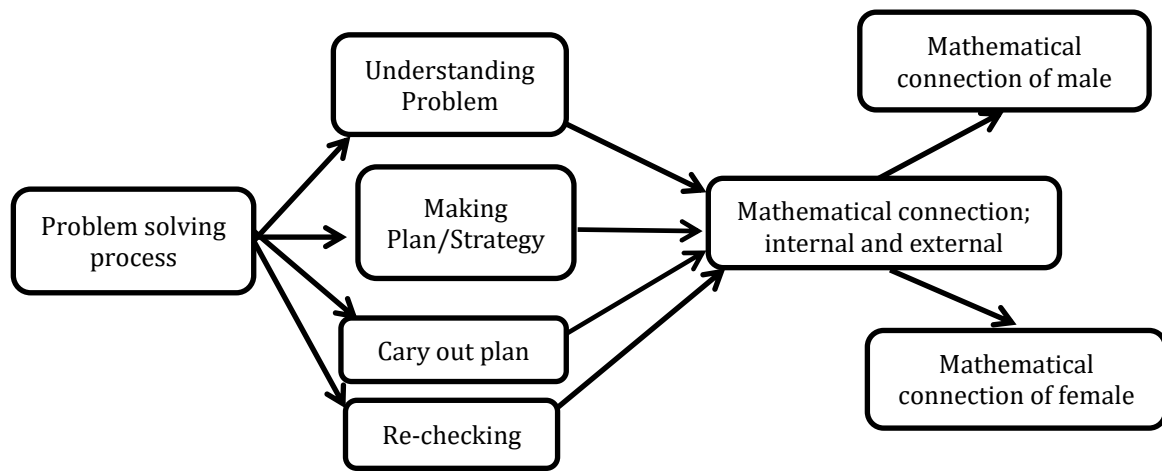 Problem solving
process
Understanding
Problem
Making
Plan/Strategy
Cary out plan
Re-checking
Mathematical connection;
internal and external
Mathematical
connection of male
Mathematical
connection of female